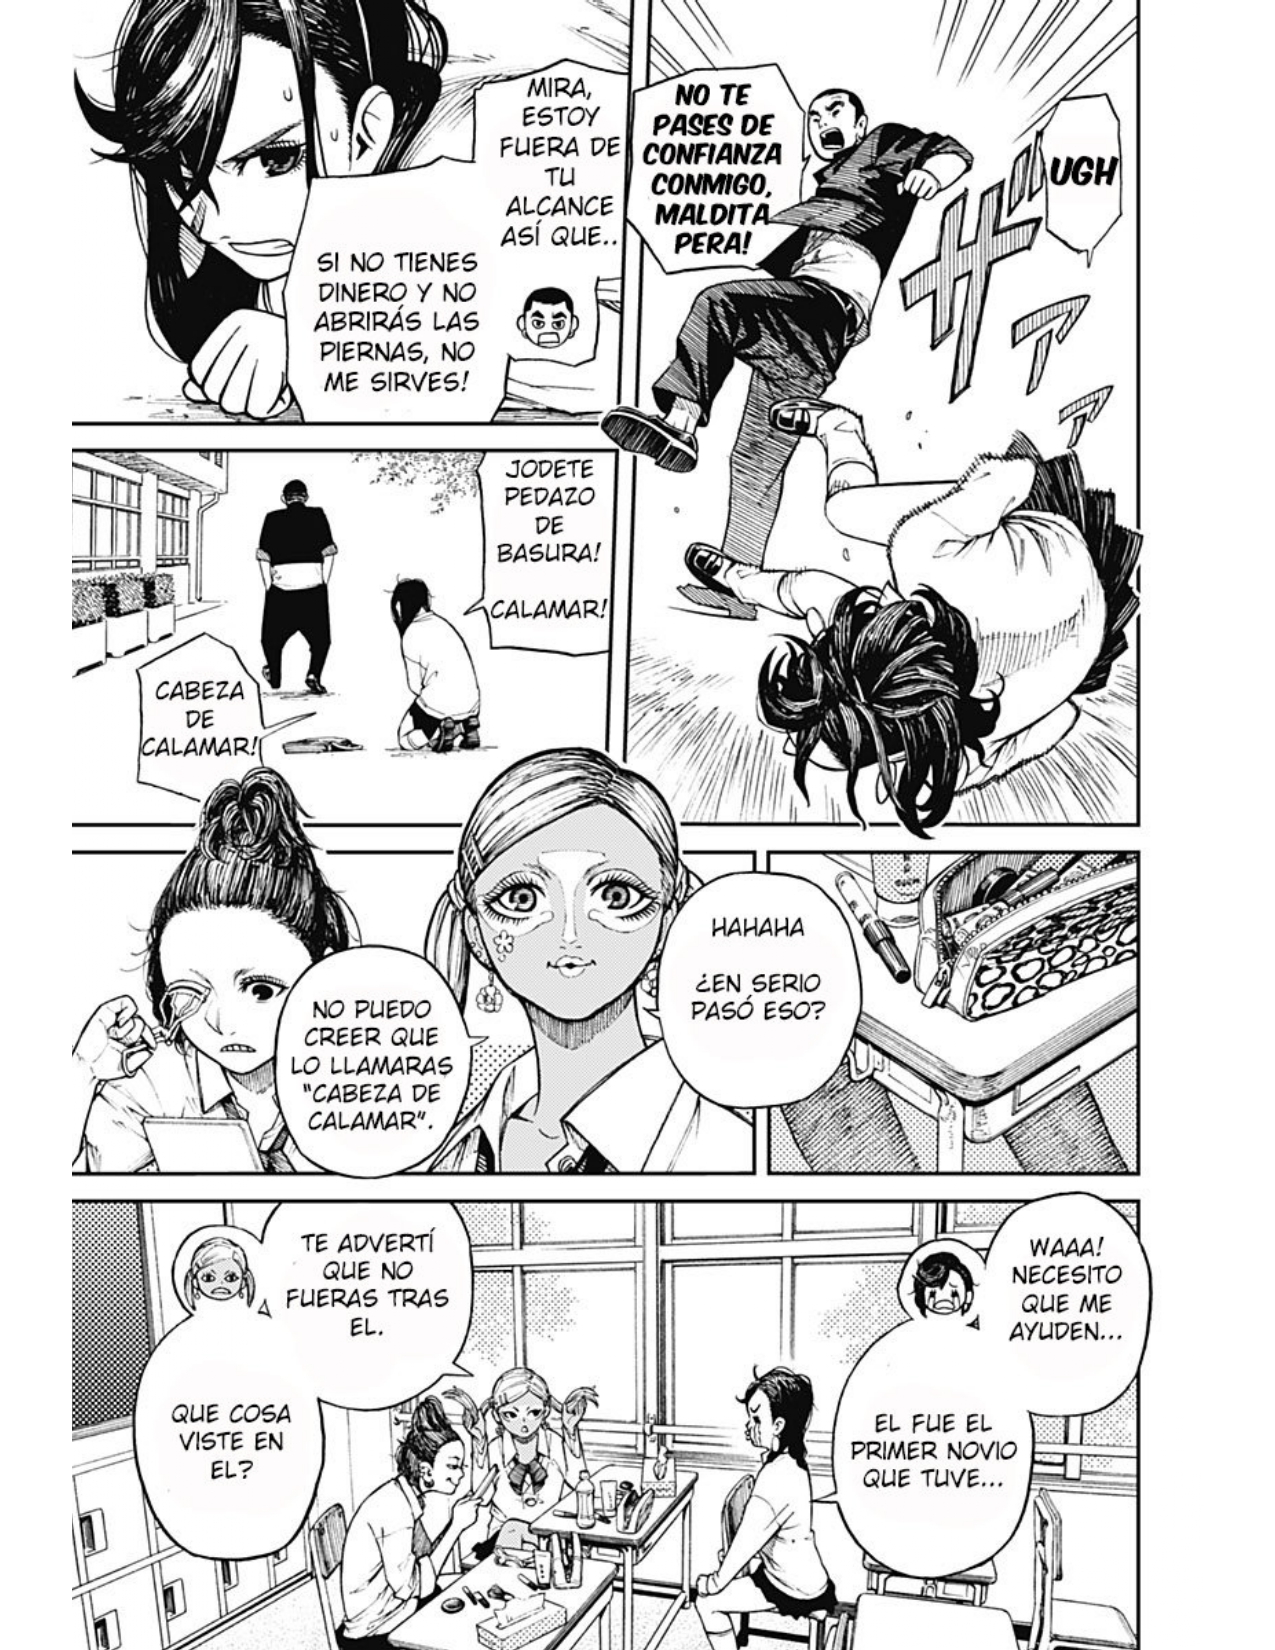 UGH
NO TE
PASES DE
CONFIANZA
CONMIGO,
MALDITA
PERA!
ザッ
MIRA,
ESTOY
FUERA DE
TU
ALCANCE
ASÍ QUE..
SI NO TIENES
DINERO Y NO
ABRIRÁS LAS
PIERNAS, NO
ME SIRVES!
JODETE
PEDAZO
DE
BASURA!
CALAMAR!
CABEZA
DE
CALAMAR!
HAHAHA
¿EN SERIO
PASÓ ESO?
NO PUEDO
CREER QUE
LO LLAMARAS
"CABEZA DE
CALAMAR".
WAAA!
NECESITO
QUE ME
AYUDEN...
EL FUE EL
PRIMER NOVIO
QUE TUVE...
TE ADVERTÍ
QUE NO
FUERAS TRAS
EL.
QUE COSA
VISTE EN
EL?